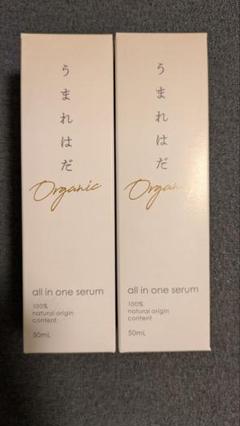 うまれはだ
Organic
all in one serum
100%
natural origin
content
50mL
うまれはだ
Organic
all in one serum
100%
natural origin
content
50mL